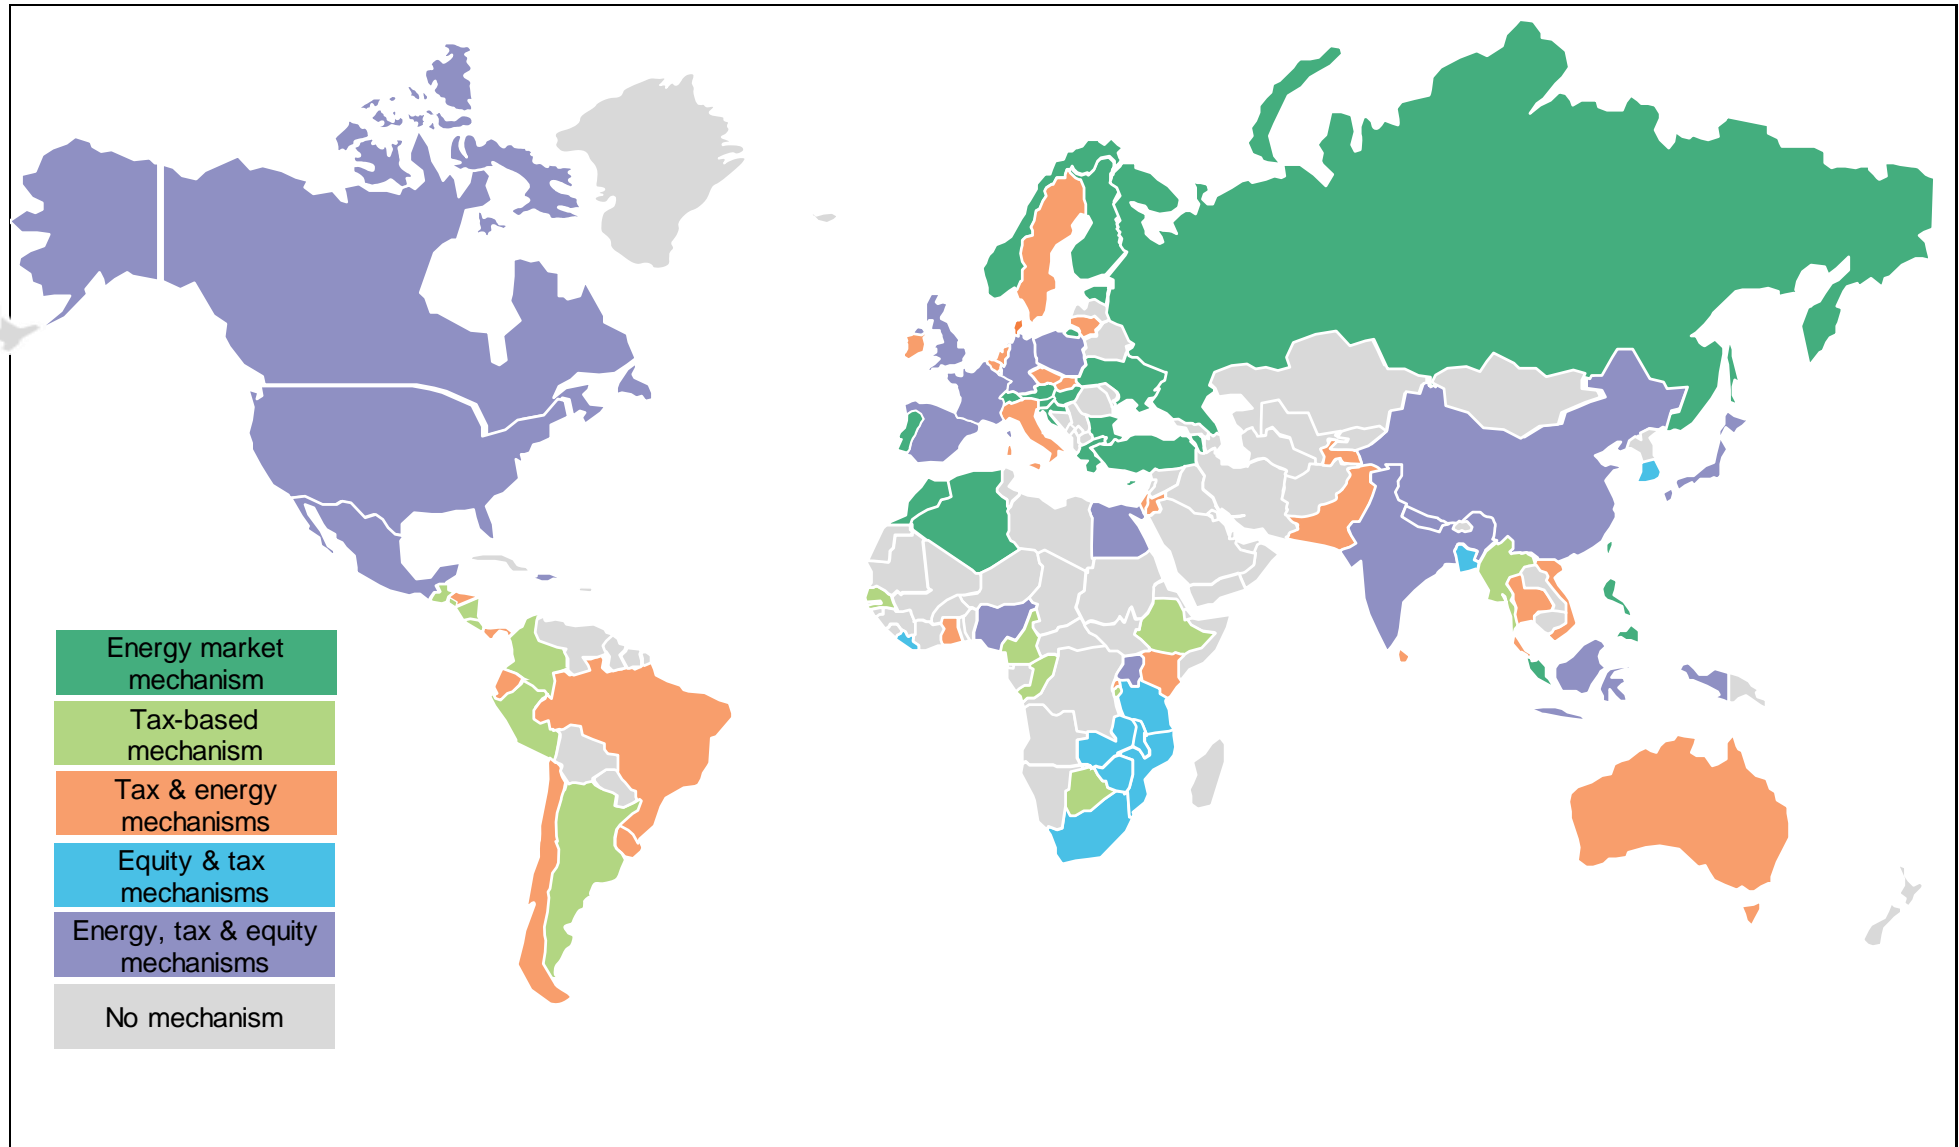 Energy market
mechanism
Tax-based
mechanism
Tax & energy
mechanisms
Equity & tax
mechanisms
Energy, tax & equity
mechanisms
No mechanism